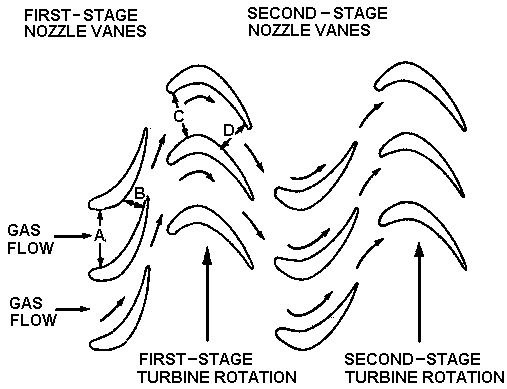 FIRST–STAGE
NOZZLE VANES
SECOND–STAGE
NOZZLE VANES
C
D
B
A
GAS
FLOW
GAS
FLOW
FIRST–STAGE
TURBINE ROTATION
SECOND–STAGE
TURBINE ROTATION